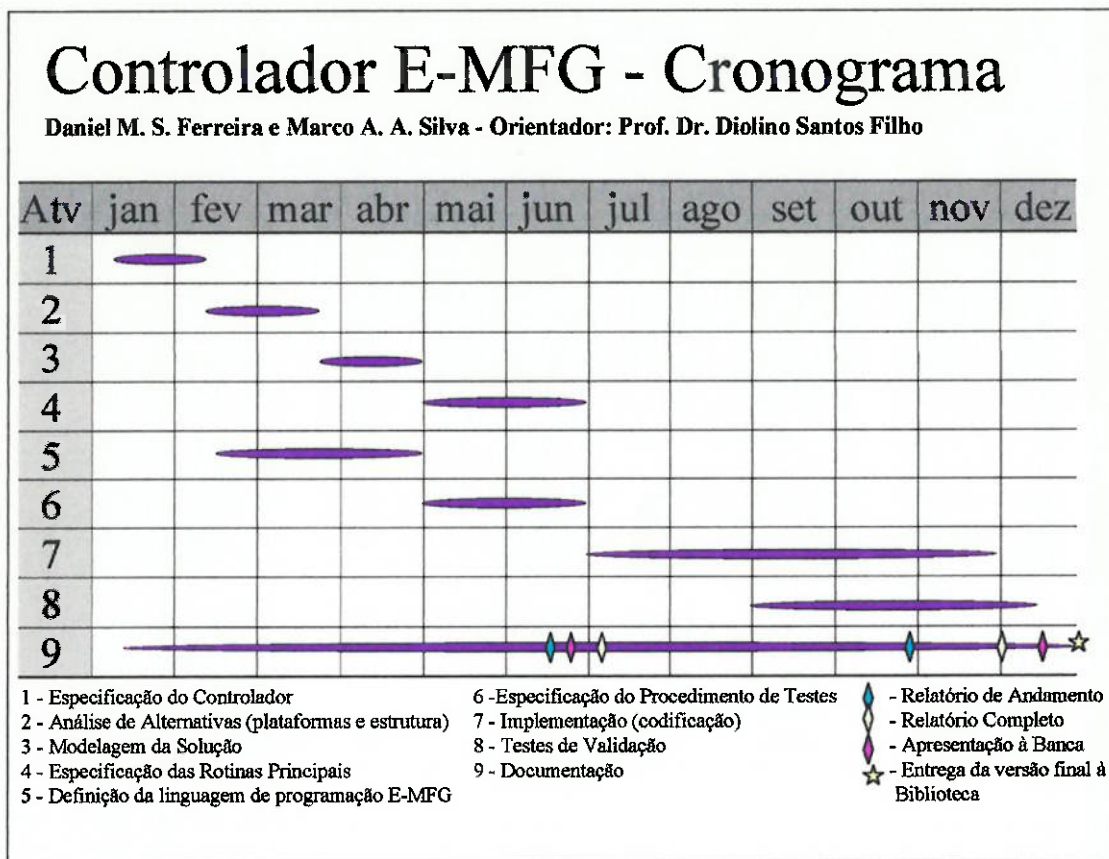 Controlador E-MFG - Cronograma
Daniel M. S. Ferreira e Marco A. A. Silva - Orientador: Prof. Dr. Diolino Santos Filho
Atv jan fev mar abr mai jun jul ago set out nov dez
1
2
3
4
5
6
7
8
9
1 - Especificação do Controlador
2 - Análise de Alternativas (plataformas e estrutura)
3 - Modelagem da Solução
4 - Especificação das Rotinas Principais
5 - Definição da linguagem de programação E-MFG
6 -Especificação do Procedimento de Testes
7 - Implementação (codificação)
8 - Testes de Validação
9 - Documentação
- Relatório de Andamento
- Relatório Completo
- Apresentação à Banca
- Entrega da versão final à
Biblioteca